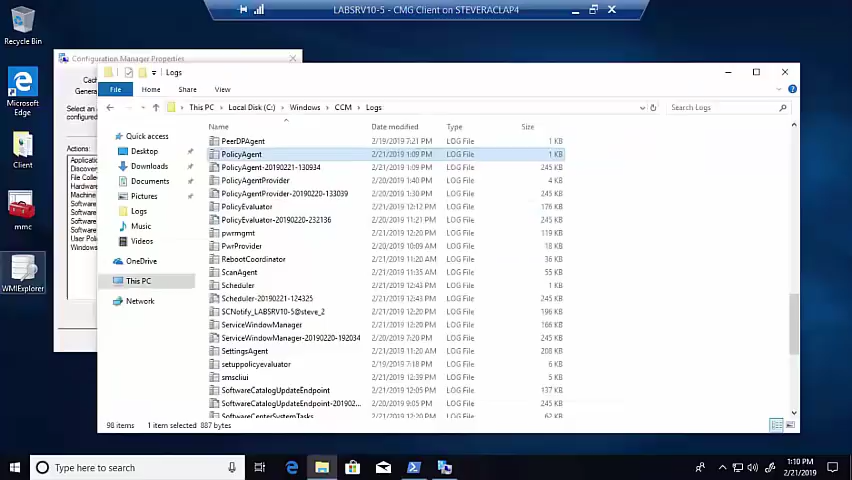 LABSRV10-5 - CMG Client on STEVERACLAP4
Recycle Bin
Microsoft
Edge
Client
mmc
WMIExplorer
Configuration Manager Properties
Logs
File Home Share View
This PC Local Disk (C:) Windows CCM Logs
Search Logs
Name Date modified Type Size
Quick access
Desktop
Downloads
Documents
Pictures
Logs
Music
Videos
OneDrive
This PC
Network
PeerDPAgent 2/19/2019 7:21 PM LOG File 1 KB
PolicyAgent 2/21/2019 1:09 PM LOG File 1 KB
PolicyAgent-20190221-130934 2/21/2019 1:09 PM LOG File 245 KB
PolicyAgentProvider 2/20/2019 1:40 PM LOG File 4 KB
PolicyAgentProvider-20190220-133039 2/20/2019 1:30 PM LOG File 245 KB
PolicyEvaluator 2/21/2019 12:12 PM LOG File 176 KB
PolicyEvaluator-20190220-232136 2/20/2019 11:21 PM LOG File 245 KB
pwrmgmt 2/21/2019 12:20 PM LOG File 119 KB
PwrProvider 2/20/2019 10:09 AM LOG File 18 KB
RebootCoordinator 2/21/2019 11:20 AM LOG File 34 KB
ScanAgent 2/21/2019 11:35 AM LOG File 55 KB
Scheduler 2/21/2019 12:43 PM LOG File 1 KB
Scheduler-20190221-124325 2/21/2019 12:43 PM LOG File 245 KB
SCNotify_LABSRV10-5@steve_2 2/21/2019 12:20 PM LOG File 196 KB
ServiceWindowManager 2/21/2019 12:20 PM LOG File 166 KB
ServiceWindowManager-20190220-192034 2/20/2019 7:20 PM LOG File 245 KB
SettingsAgent 2/21/2019 11:20 AM LOG File 208 KB
setuppolicyevaluator 2/19/2019 7:18 PM LOG File 6 KB
smscliui 2/21/2019 12:39 PM LOG File 5 KB
SoftwareCatalogUpdateEndpoint 2/21/2019 12:05 PM LOG File 137 KB
SoftwareCatalogUpdateEndpoint-201902... 2/20/2019 9:05 PM LOG File 245 KB
SoftwareCenterSystemTasks 2/21/2019 12:20 PM LOG File 62 KB
98 items 1 item selected 887 bytes
Cach
Genera
Select an a
configured.
Actions:
Applicatio
Discovery
File Collec
Hardware
Machine
Software
Software
Software
User Polic
Windows
Type here to search
1:10 PM
2/21/2019